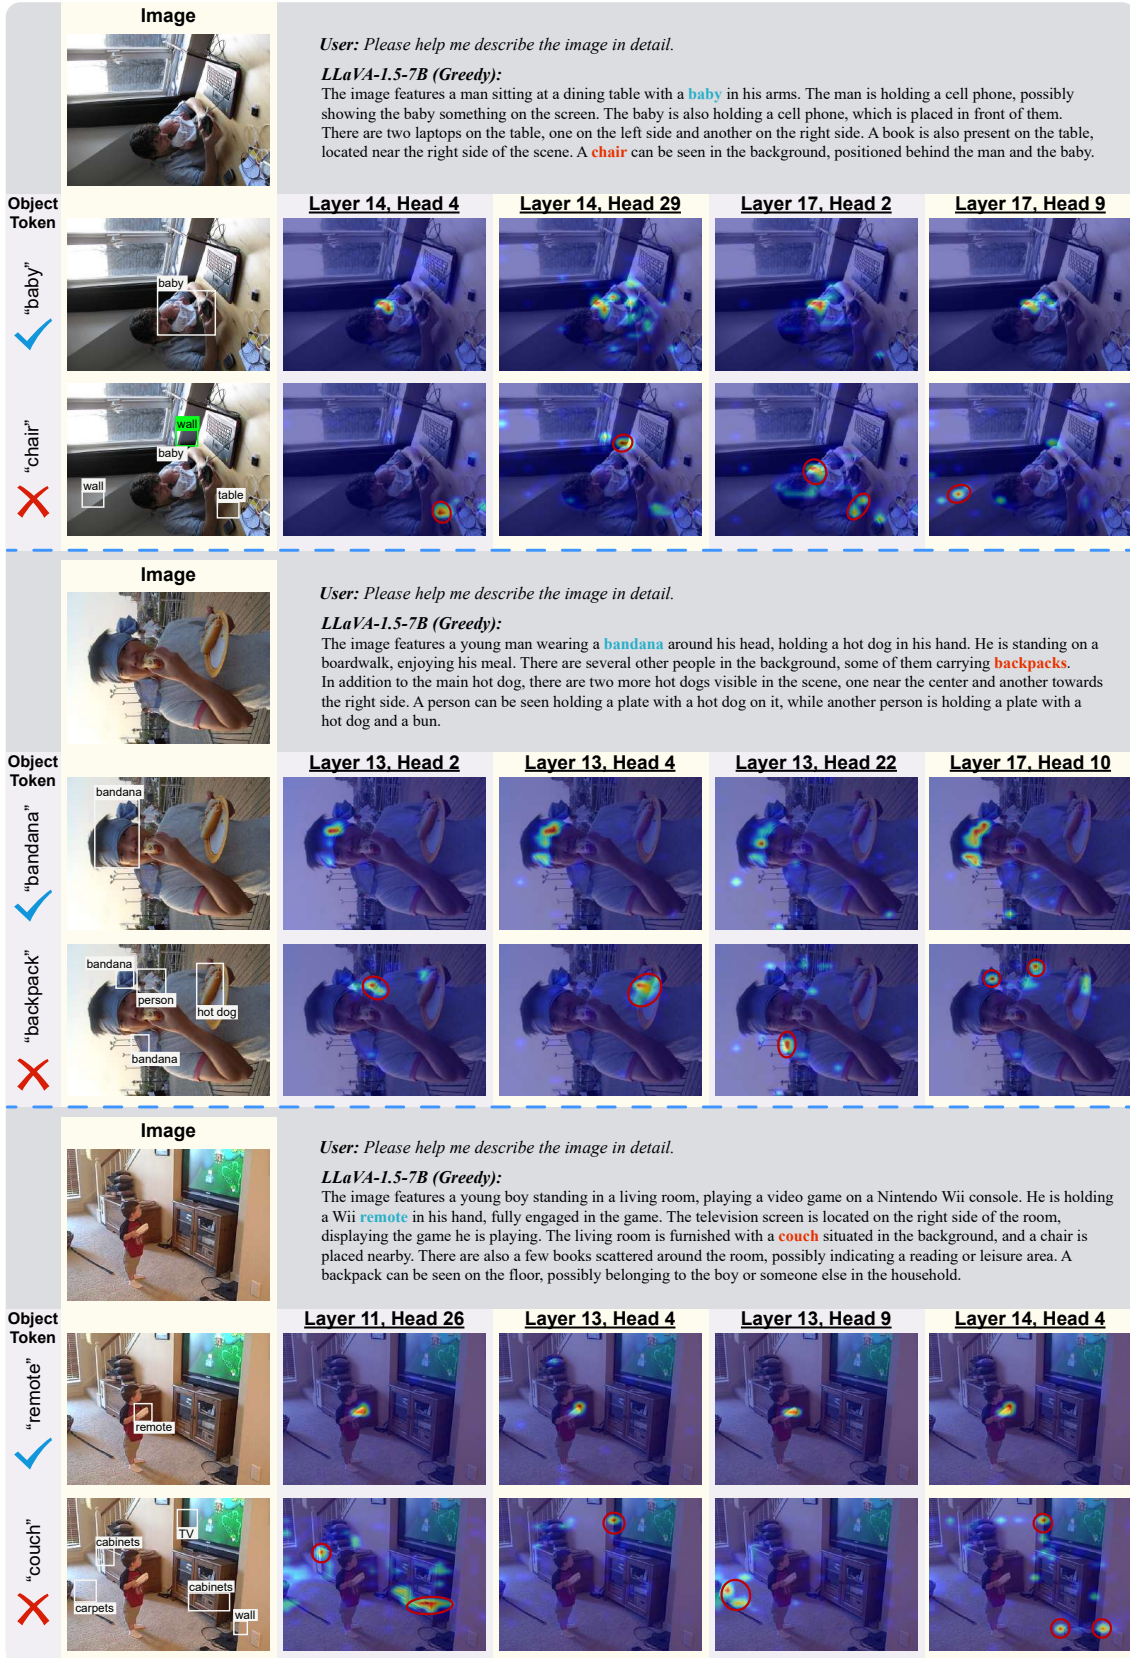 Image
User: Please help me describe the image in detail.
LLaVA-1.5-7B (Greedy):
The image features a man sitting at a dining table with a baby in his arms. The man is holding a cell phone, possibly
showing the baby something on the screen. The baby is also holding a cell phone, which is placed in front of them.
There are two laptops on the table, one on the left side and another on the right side. A book is also present on the table,
located near the right side of the scene. A chair can be seen in the background, positioned behind the man and the baby.
Object
Token
Layer 14, Head 4
Layer 14, Head 29
Layer 17, Head 2
Layer 17, Head 9
“baby”
baby
“chair”
wall
baby
wall
table
Image
User: Please help me describe the image in detail.
LLaVA-1.5-7B (Greedy):
The image features a young man wearing a bandana around his head, holding a hot dog in his hand. He is standing on a
boardwalk, enjoying his meal. There are several other people in the background, some of them carrying backpacks.
In addition to the main hot dog, there are two more hot dogs visible in the scene, one near the center and another towards
the right side. A person can be seen holding a plate with a hot dog on it, while another person is holding a plate with a
hot dog and a bun.
Object
Token
Layer 13, Head 2
Layer 13, Head 4
Layer 13, Head 22
Layer 17, Head 10
“bandana”
bandana
“backpack”
bandana
person
hot dog
bandana
Image
User: Please help me describe the image in detail.
LLaVA-1.5-7B (Greedy):
The image features a young boy standing in a living room, playing a video game on a Nintendo Wii console. He is holding
a Wii remote in his hand, fully engaged in the game. The television screen is located on the right side of the room,
displaying the game he is playing. The living room is furnished with a couch situated in the background, and a chair is
placed nearby. There are also a few books scattered around the room, possibly indicating a reading or leisure area. A
backpack can be seen on the floor, possibly belonging to the boy or someone else in the household.
Object
Token
Layer 11, Head 26
Layer 13, Head 4
Layer 13, Head 9
Layer 14, Head 4
“remote”
remote
“couch”
TV
cabinets
cabinets
carpets
wall